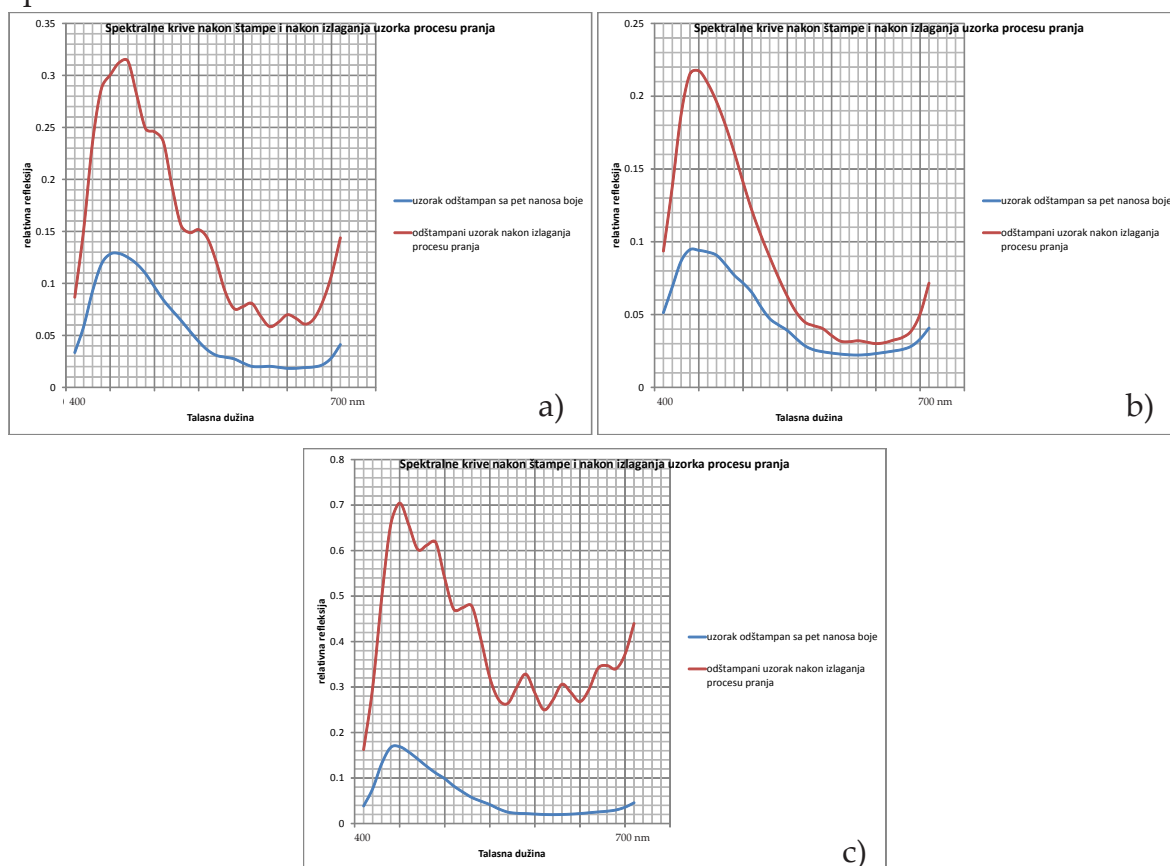 Spektralne krive nakon štampe i nakon izlaganja uzorka procesu pranja
0.35
0.3
0.25
0.2
0.15
0.1
0.05
0
relativna refleksija
400
700 nm
Talasna dužina
uzorak odštampan sa pet nanosa boje
odštampani uzorak nakon izlaganja
procesu pranja
a)
Spektralne krive nakon štampe i nakon izlaganja uzorka procesu pranja
0.25
0.2
0.15
0.1
0.05
0
relativna refleksija
400
700 nm
Talasna dužina
uzorak odštampan sa pet nanosa boje
odštampani uzorak nakon izlaganja
procesu pranja
b)
Spektralne krive nakon štampe i nakon izlaganja uzorka procesu pranja
0.8
0.7
0.6
0.5
0.4
0.3
0.2
0.1
0
relativna refleksija
400
700 nm
Talasna dužina
uzorak odštampan sa pet nanosa boje
odštampani uzorak nakon izlaganja
procesu pranja
c)